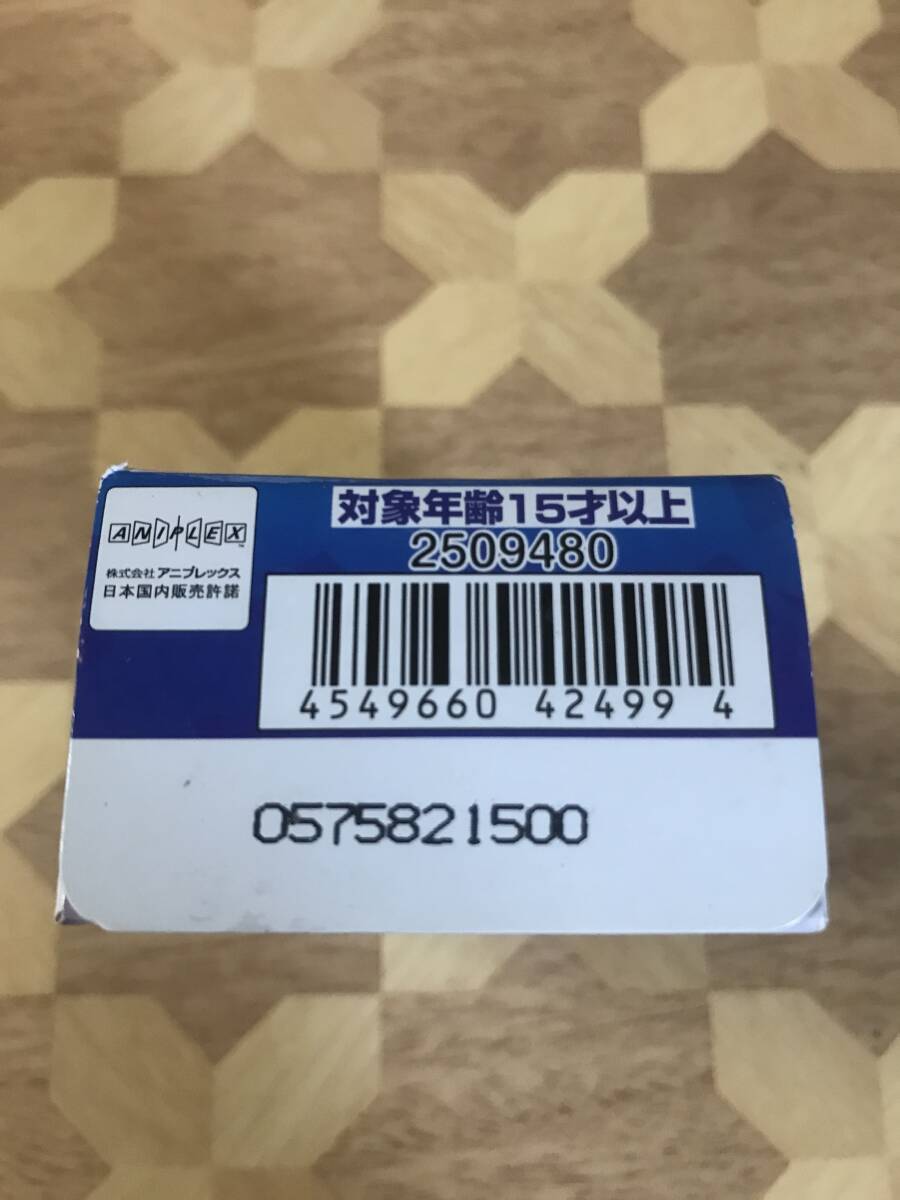 ANIPLEX™
株式会社 アニプレックス
日本国内販売許諾
対象年齢15才以上
2509480
4549660 42499 4
0575821500